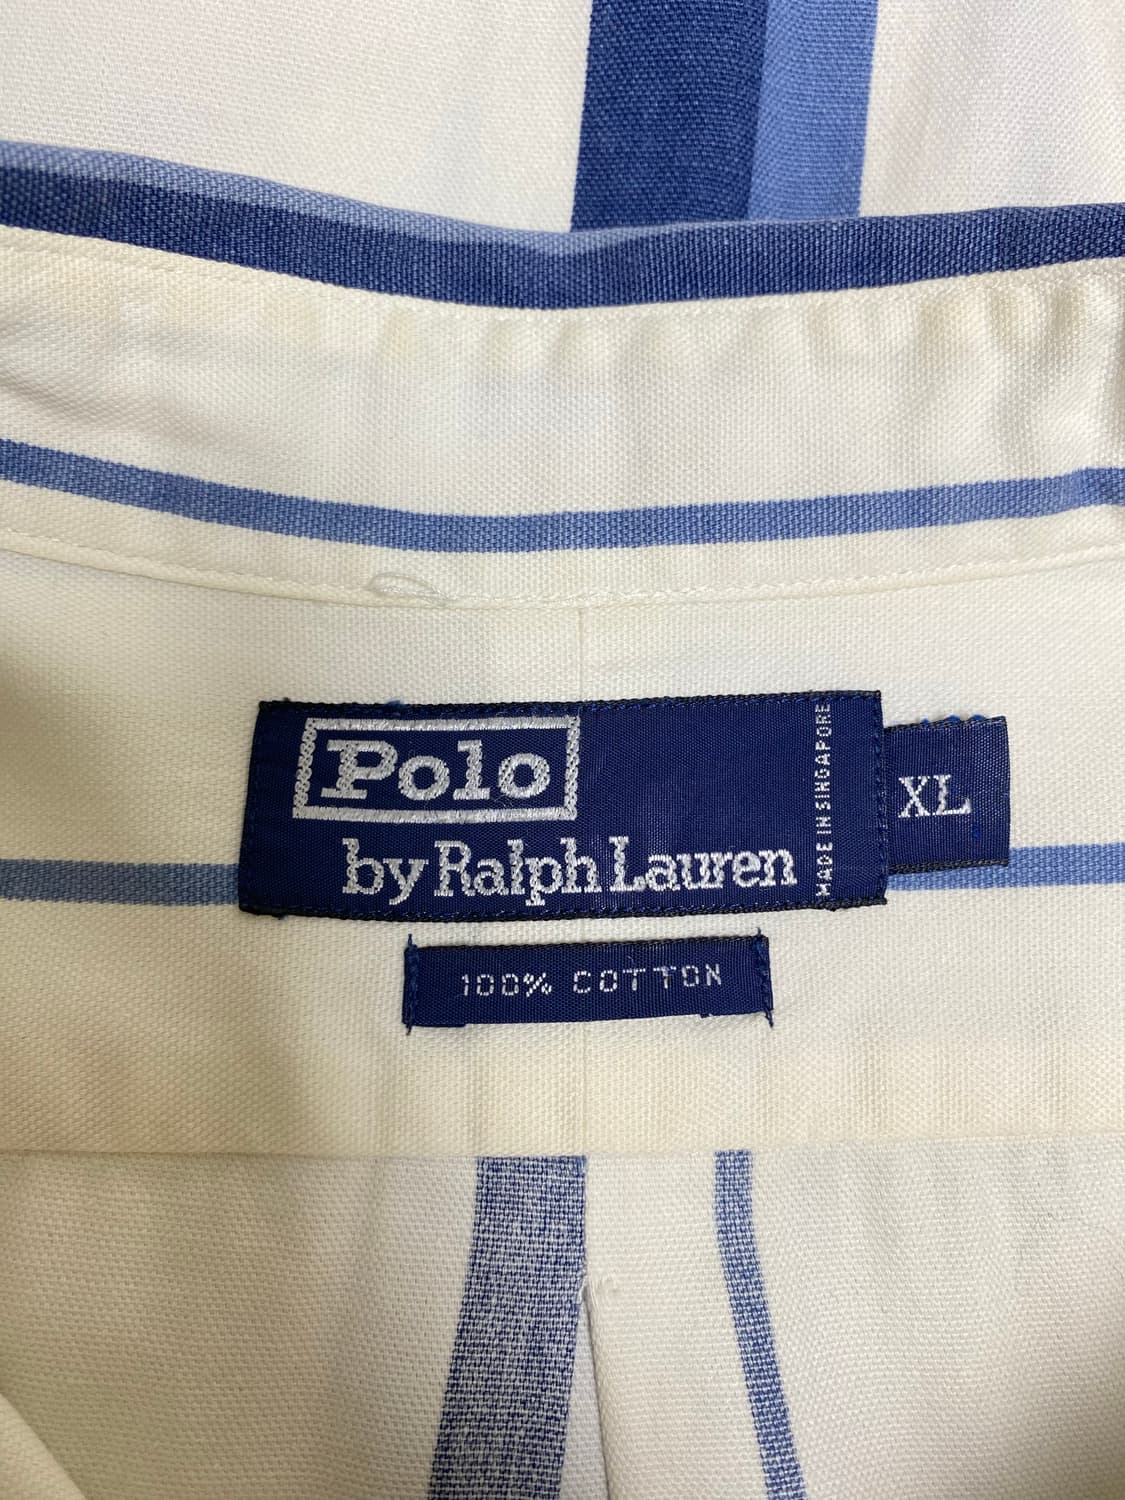 Polo
by Ralph Lauren
MADE IN SINGAPORE
XL
100% COTTON